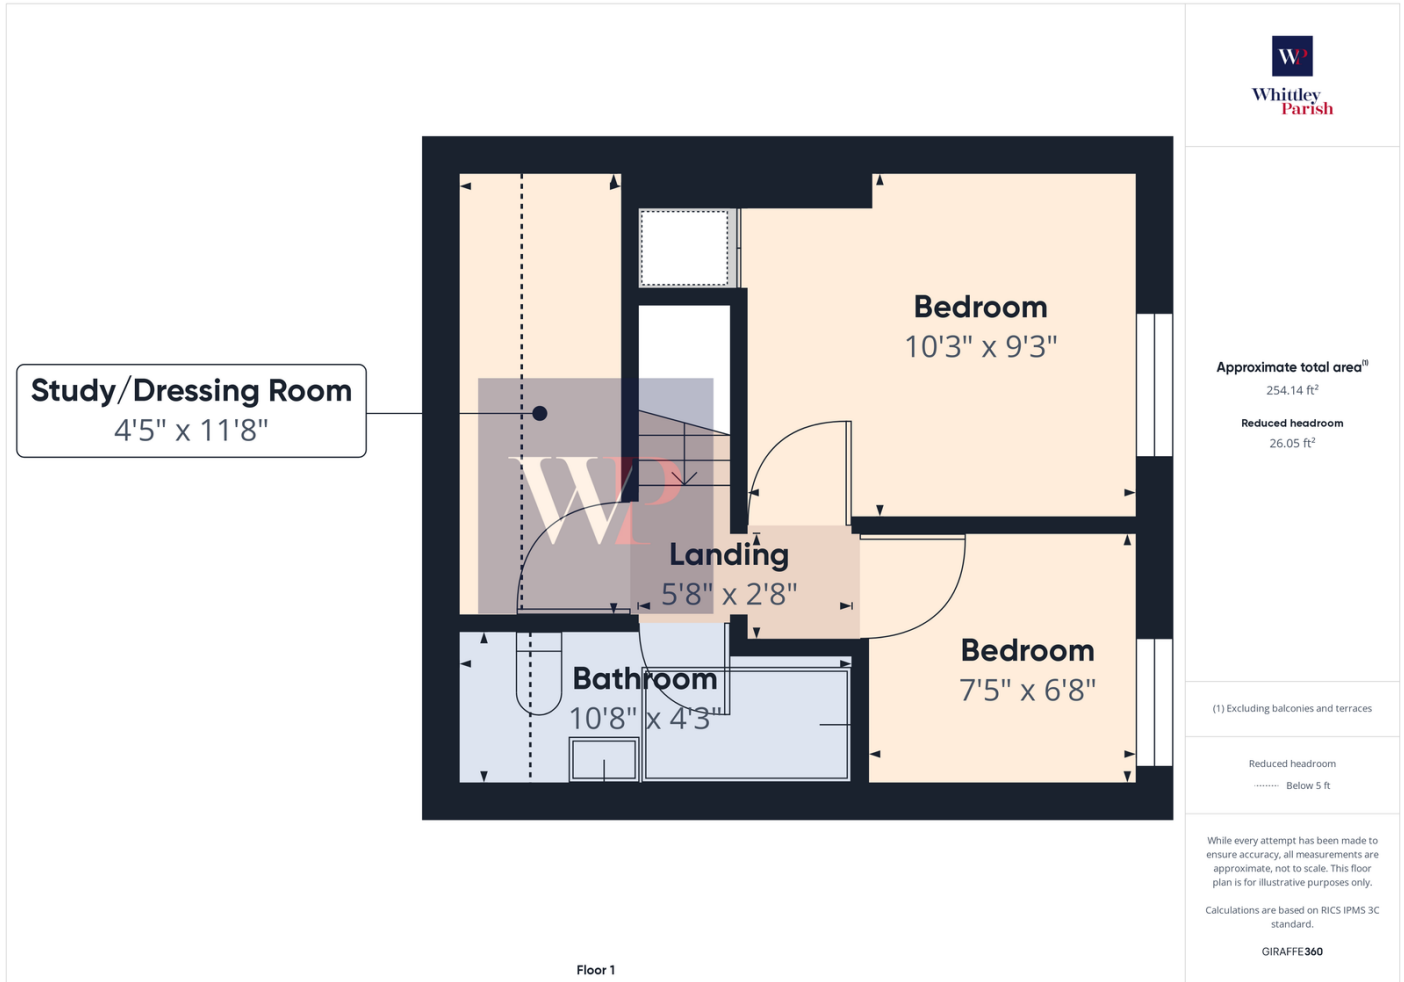 Study/Dressing Room
4'5" x 11'8"
Bedroom
10'3" x 9'3"
WP
Landing
5'8" x 2'8"
Bedroom
7'5" x 6'8"
Bathroom
10'8" x 4'3"
Floor 1
WP
Whittley
Parish
Approximate total area⁽¹⁾
254.14 ft²
Reduced headroom
26.05 ft²
(1) Excluding balconies and terraces
Reduced headroom
Below 5 ft
While every attempt has been made to
ensure accuracy, all measurements are
approximate, not to scale. This floor
plan is for illustrative purposes only.
Calculations are based on RICS IPMS 3C
standard.
GIRAFFE360